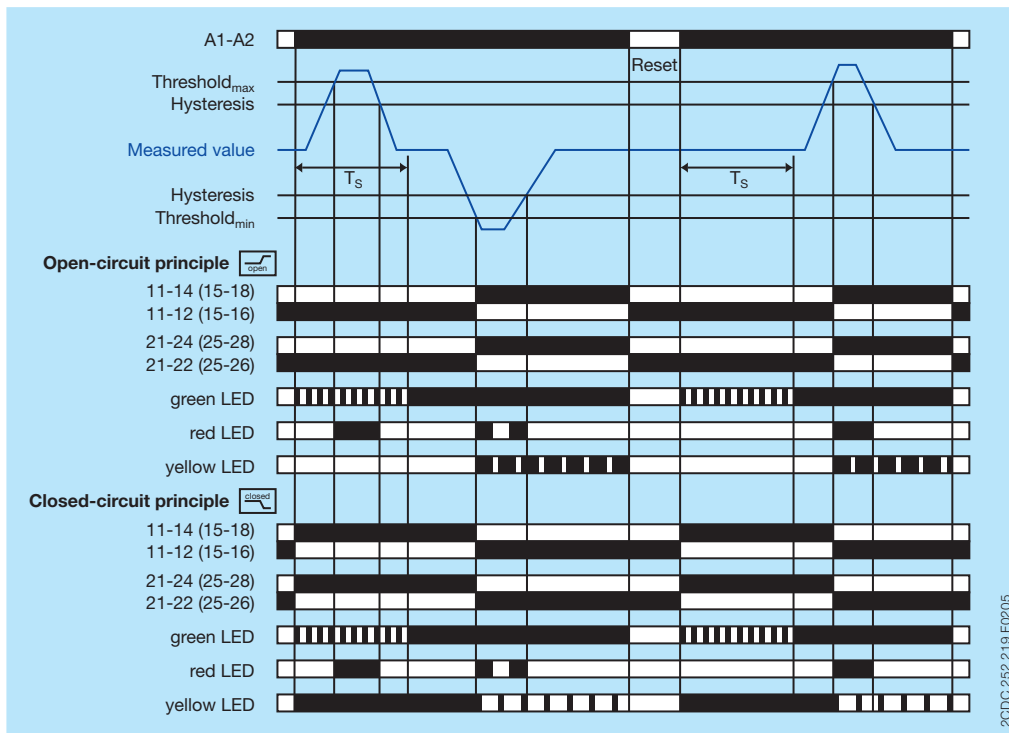 A1-A2
Reset
Thresholdmax
Hysteresis
Measured value
TS
TS
Hysteresis
Thresholdmin
Open-circuit principle open
11-14 (15-18)
11-12 (15-16)
21-24 (25-28)
21-22 (25-26)
green LED
red LED
yellow LED
Closed-circuit principle closed
11-14 (15-18)
11-12 (15-16)
21-24 (25-28)
21-22 (25-26)
green LED
red LED
yellow LED
2CDC 252 219 F0205